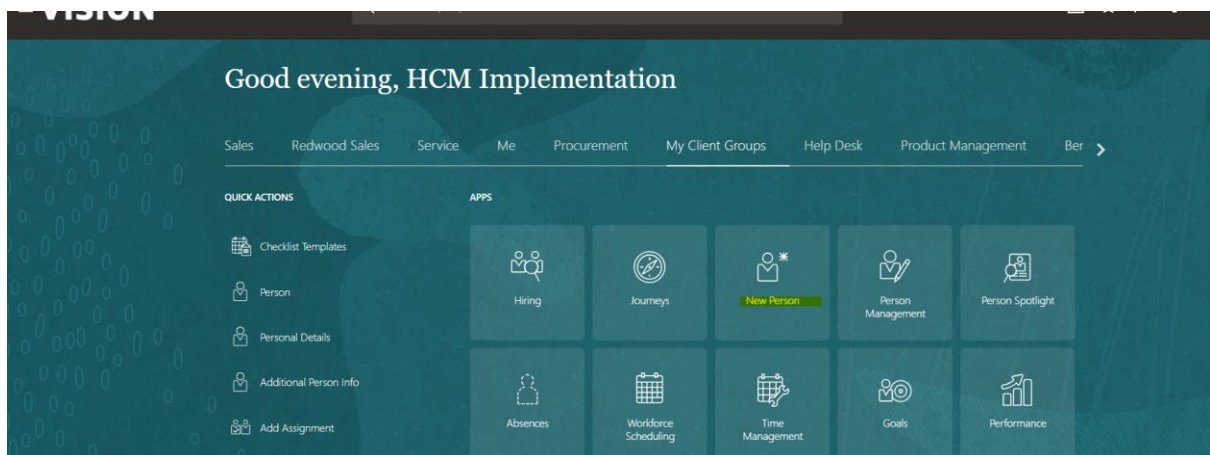 VISION
Good evening, HCM Implementation
Sales Redwood Sales Service Me Procurement My Client Groups Help Desk Product Management Ber
QUICK ACTIONS
APPS
Checklist Templates
Person
Personal Details
Additional Person Info
Add Assignment
Hiring
Journeys
New Person
Person
Management
Person Spotlight
Absences
Workforce
Scheduling
Time
Management
Goals
Performance